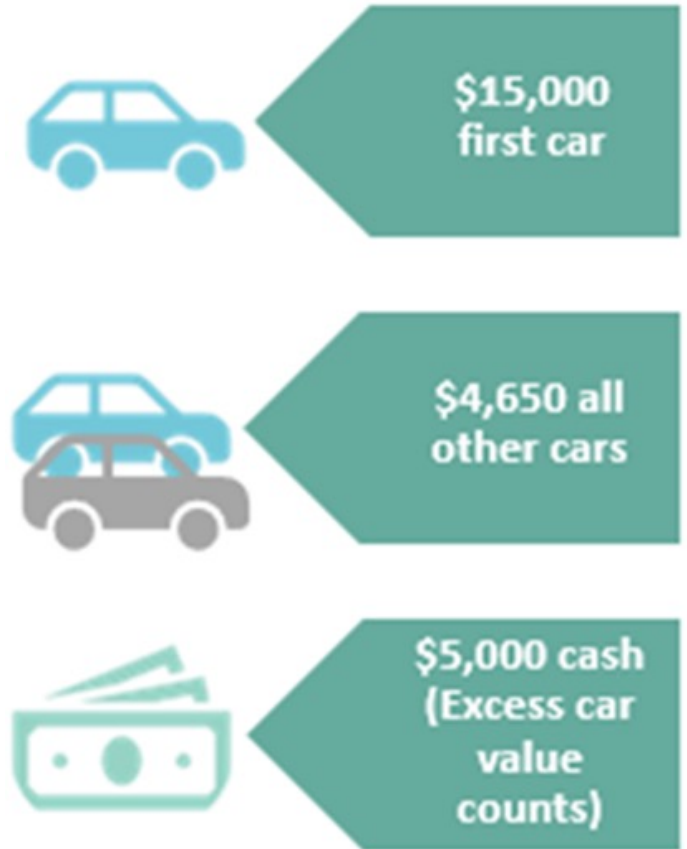 $15,000
first car
$4,650 all
other cars
$5,000 cash
(Excess car
value
counts)